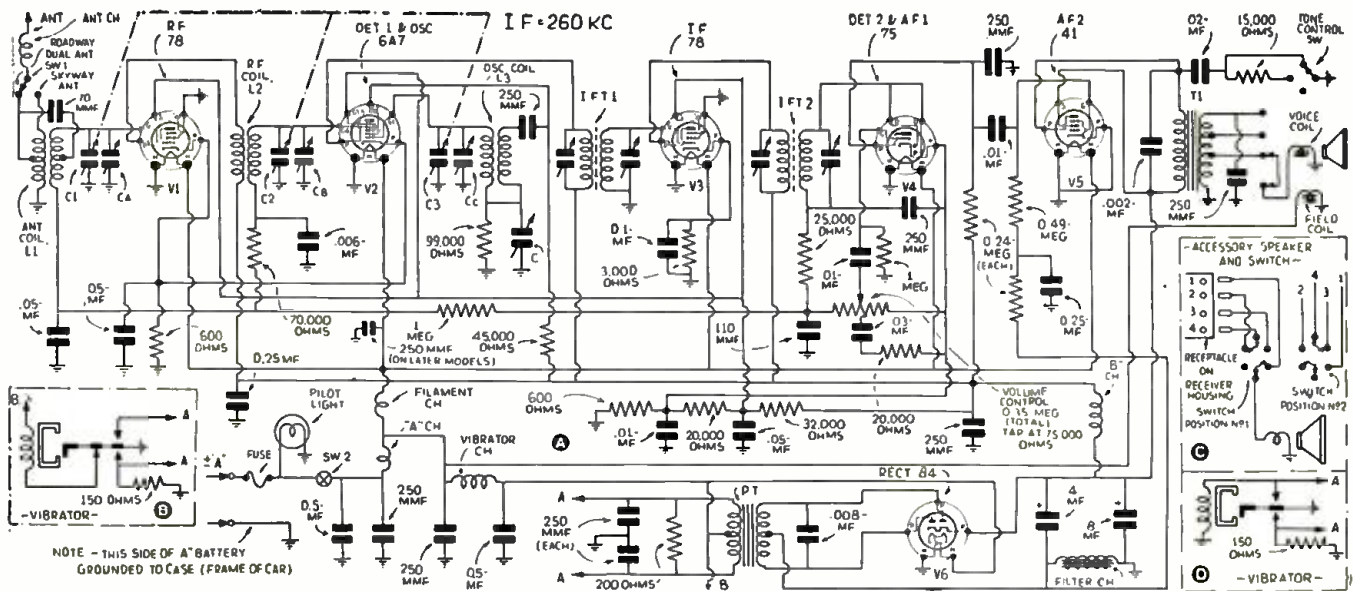 I F = 260 KC
ANT
ANT CH
ROADWAY
DUAL ANT
SW1
SKYWAY
ANT
70
MMF
RF
78
RF
COIL,
L2
DET 1 & OSC
6A7
OSC COIL
L3
250
MMF
I F T 1
I F
78
I F T 2
DET 2 & AF1
75
250
MMF
AF2
41
.02-
MF
15,000
OHMS
TONE
CONTROL
SW
T1
VOICE
COIL
FIELD
COIL
C1
CA
V1
C2
CB
V2
C3
CC
V3
V4
V5
.01-
MF
.002-
MF
250
MMF
ANT
COIL,
L1
.006-
MF
99,000
OHMS
C
0.1-
MF
3,000
OHMS
25,000
OHMS
250
MMF
.01-
MF
1
MEG
0.24-
MEG
(EACH)
0.49-
MEG
0.25-
MF
.05-
MF
.05-
MF
600
OHMS
70,000
OHMS
1
MEG
250 MMF
(ON LATER MODELS)
45,000
OHMS
110
MMF
.03-
MF
0.25 MF
PILOT
LIGHT
FILAMENT
CH
"A" CH
VIBRATOR
CH
600
OHMS
.01-
MF
20,000
OHMS
.05-
MF
32,000
OHMS
20,000
OHMS
VOLUME
CONTROL
0.35 MEG
(TOTAL)
TAP AT 75,000
OHMS
250
MMF
"B"
CH
A
B
A
A
150 OHMS
B
-VIBRATOR-
± "A"
FUSE
SW 2
0.5-
MF
250
MMF
250
MMF
0.5-
MF
A
A
250
MMF
(EACH)
200 OHMS
PT
B
.008-
MF
RECT 84
V6
4
MF
8
MF
FILTER CH
NOTE - THIS SIDE OF "A" BATTERY
GROUNDED TO CASE (FRAME OF CAR)
-ACCESSORY SPEAKER
AND SWITCH-
1
2
3
4
4
2
3
1
RECEPTACLE
ON
RECEIVER
HOUSING
SWITCH
POSITION Nº1
SWITCH
POSITION Nº2
C
A
A
150
OHMS
D
-VIBRATOR-